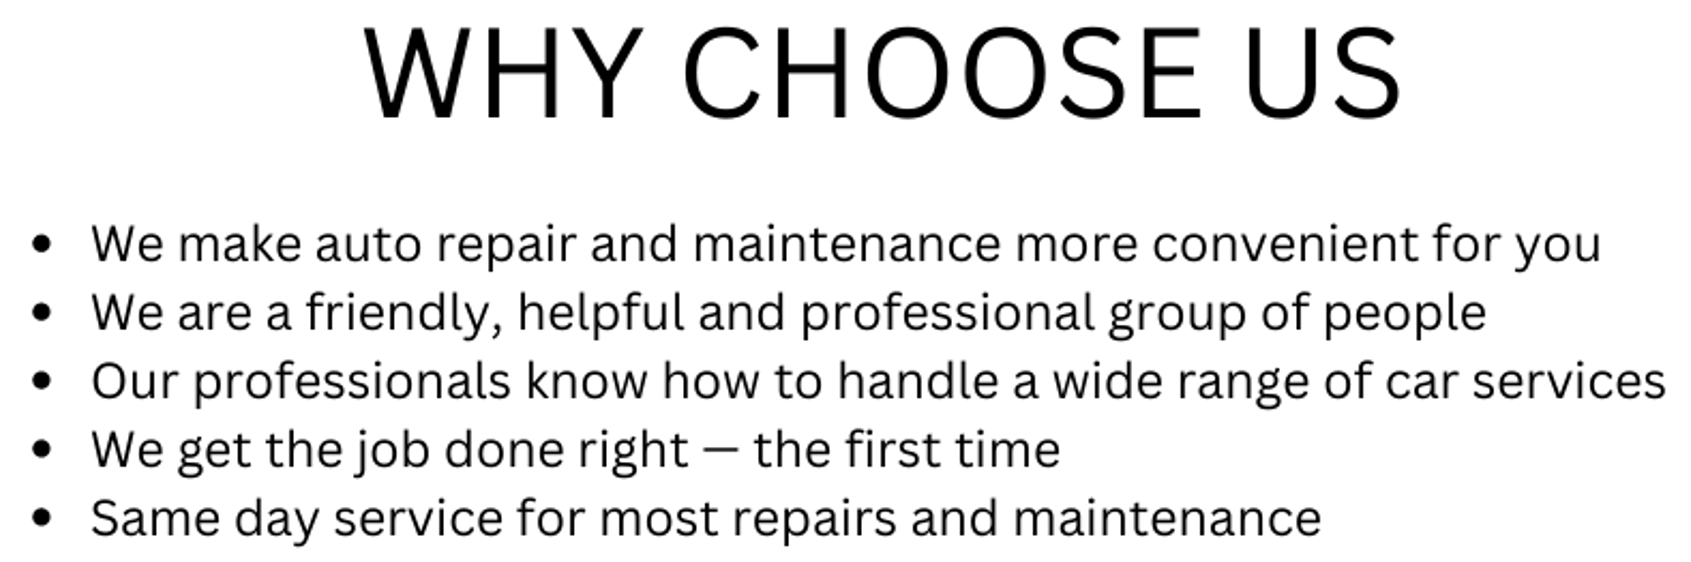 WHY CHOOSE US
• We make auto repair and maintenance more convenient for you
• We are a friendly, helpful and professional group of people
• Our professionals know how to handle a wide range of car services
• We get the job done right – the first time
• Same day service for most repairs and maintenance